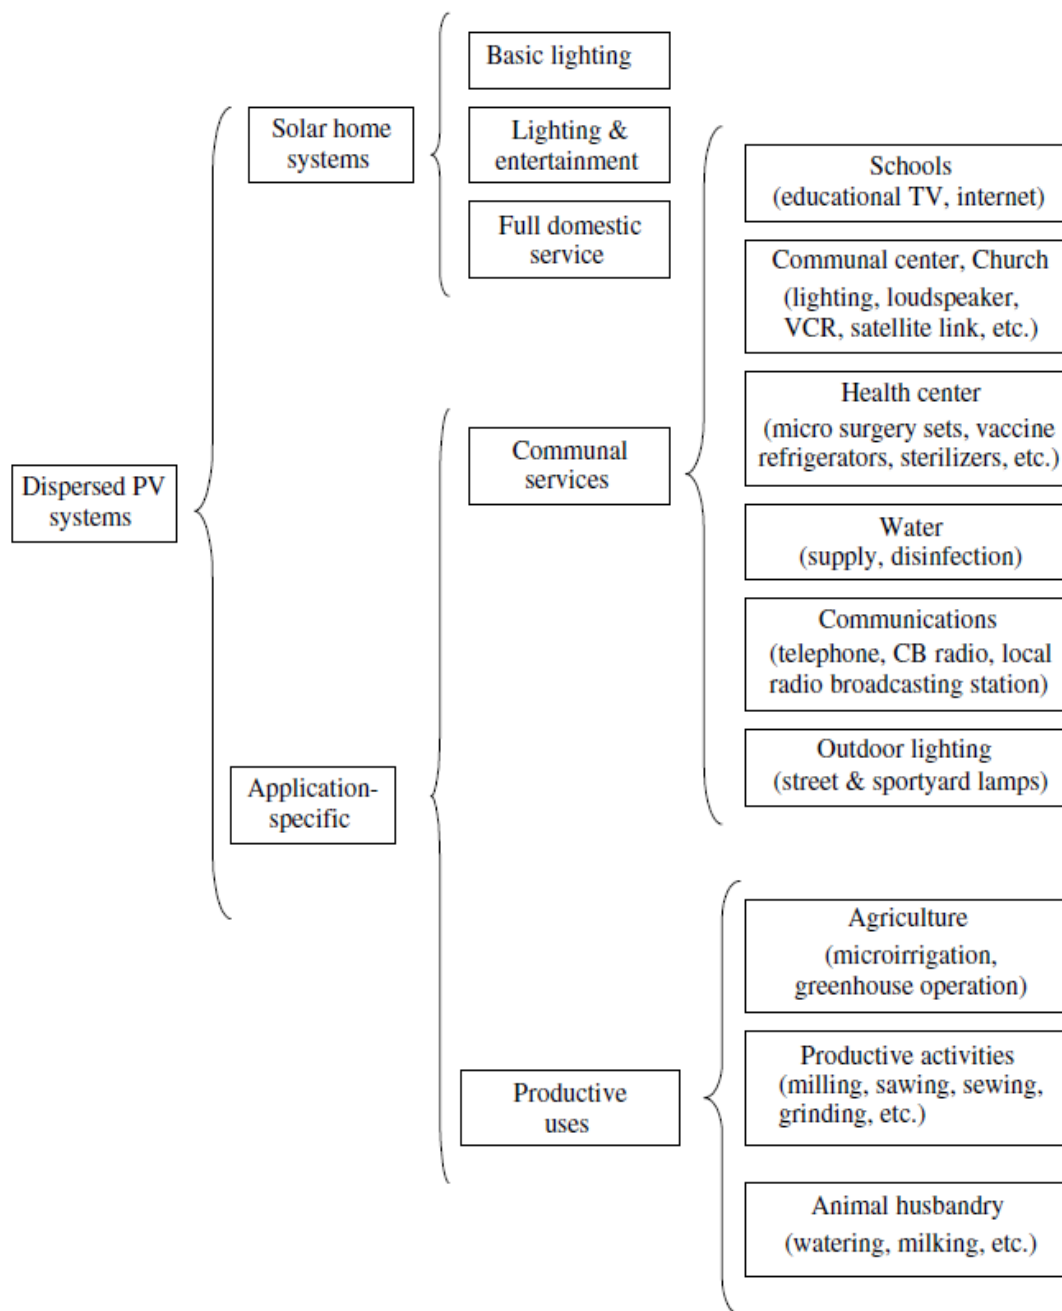 Dispersed PV
systems
Solar home
systems
Basic lighting
Lighting &
entertainment
Full domestic
service
Application-
specific
Communal
services
Schools
(educational TV, internet)
Communal center, Church
(lighting, loudspeaker,
VCR, satellite link, etc.)
Health center
(micro surgery sets, vaccine
refrigerators, sterilizers, etc.)
Water
(supply, disinfection)
Communications
(telephone, CB radio, local
radio broadcasting station)
Outdoor lighting
(street & sportyard lamps)
Productive
uses
Agriculture
(microirrigation,
greenhouse operation)
Productive activities
(milling, sawing, sewing,
grinding, etc.)
Animal husbandry
(watering, milking, etc.)